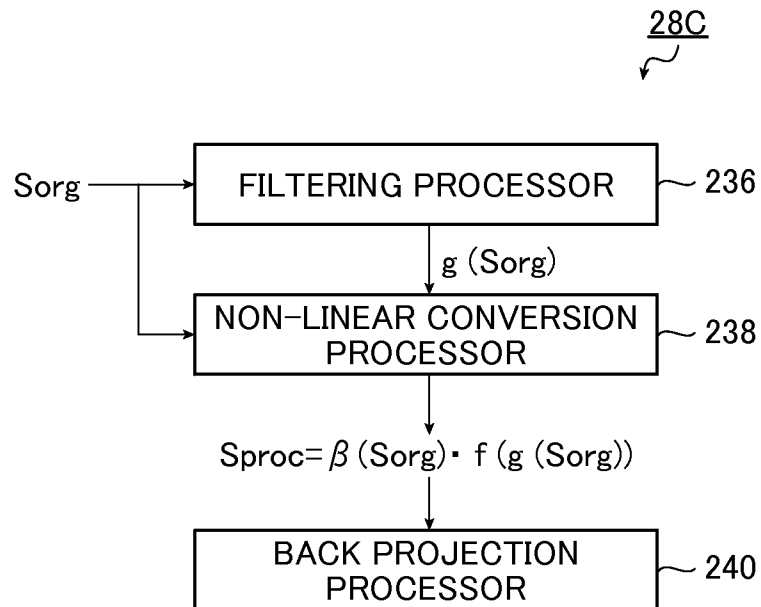 28C
Sorg
FILTERING PROCESSOR
236
g (Sorg)
NON-LINEAR CONVERSION
PROCESSOR
238
Sproc=β(Sorg)· f (g (Sorg))
BACK PROJECTION
PROCESSOR
240